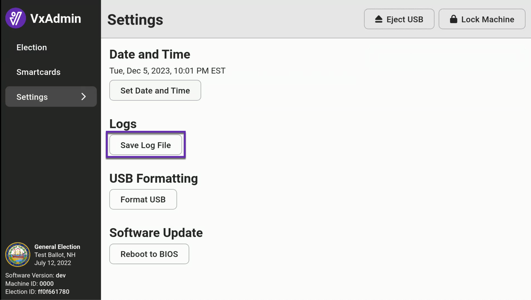 VxAdmin
Election
Smartcards
Settings
General Election
Test Ballot, NH
July 12, 2022
Software Version: dev
Machine ID: 0000
Election ID: ff0f661780
Settings
Eject USB
Lock Machine
Date and Time
Tue, Dec 5, 2023, 10:01 PM EST
Set Date and Time
Logs
Save Log File
USB Formatting
Format USB
Software Update
Reboot to BIOS